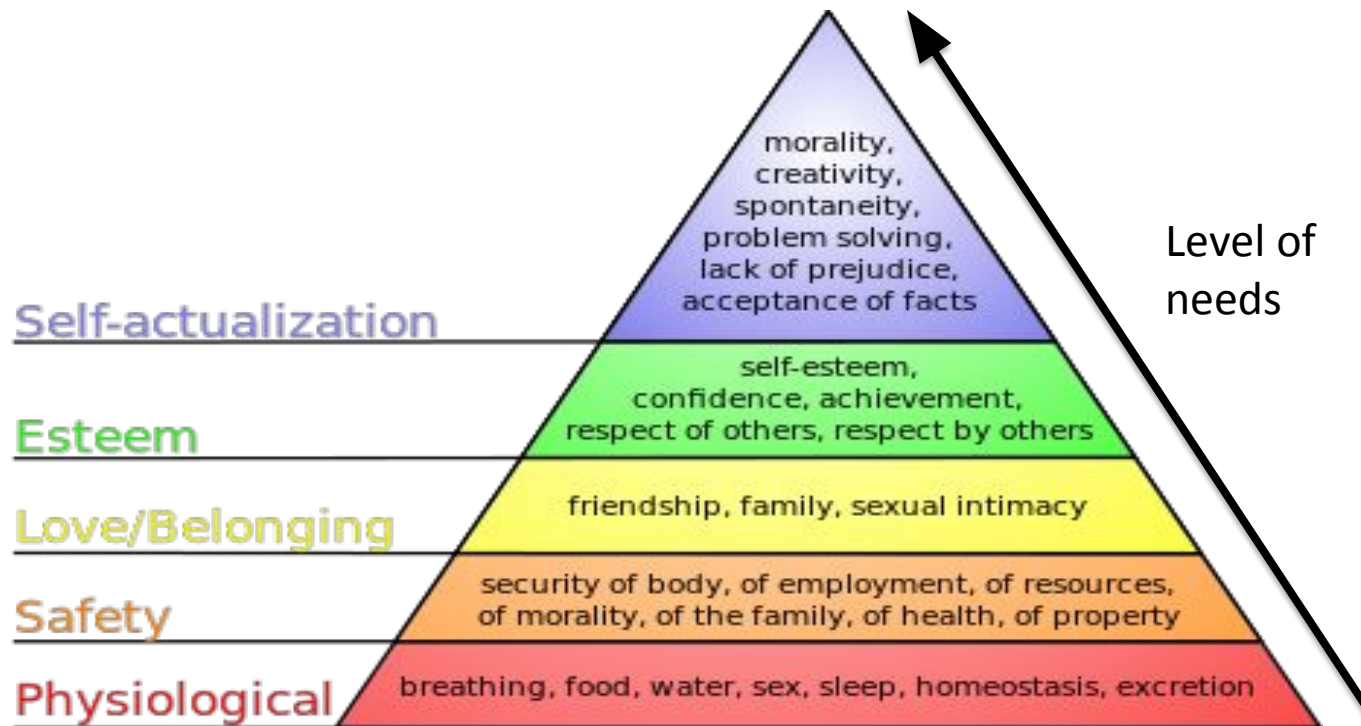 morality,
creativity,
spontaneity,
problem solving,
lack of prejudice,
acceptance of facts
Level of
needs
Self-actualization
self-esteem,
confidence, achievement,
respect of others, respect by others
Esteem
friendship, family, sexual intimacy
Love/Belonging
security of body, of employment, of resources,
of morality, of the family, of health, of property
Safety
breathing, food, water, sex, sleep, homeostasis, excretion
Physiological